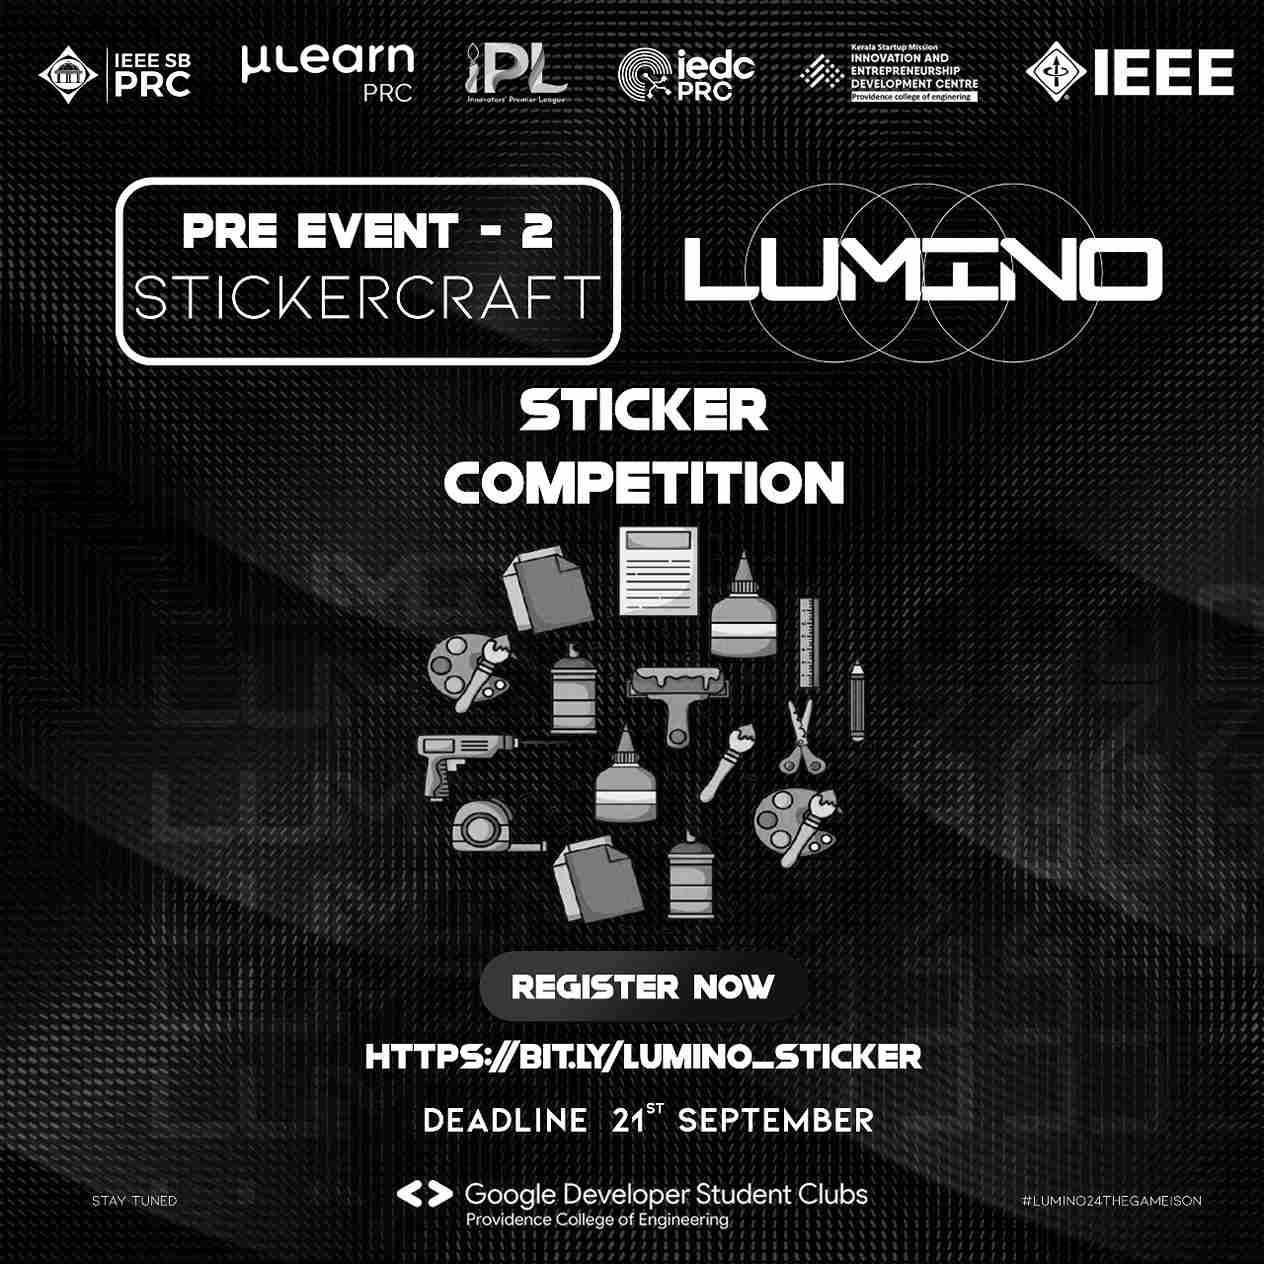 IEEE SB
PRC
µLearn
PRC
iPL
Innovators' Premier League
iedc
PRC
Kerala Startup Mission
INNOVATION AND
ENTREPRENEURSHIP
DEVELOPMENT CENTRE
Providence college of enginering
IEEE
PRE EVENT - 2
STICKERCRAFT
LUMINO
STICKER
COMPETITION
REGISTER NOW
HTTPS://BIT.LY/LUMINO_STICKER
DEADLINE 21ST SEPTEMBER
STAY TUNED
Google Developer Student Clubs
Providence College of Engineering
#LUMINO24THEGAMEISON